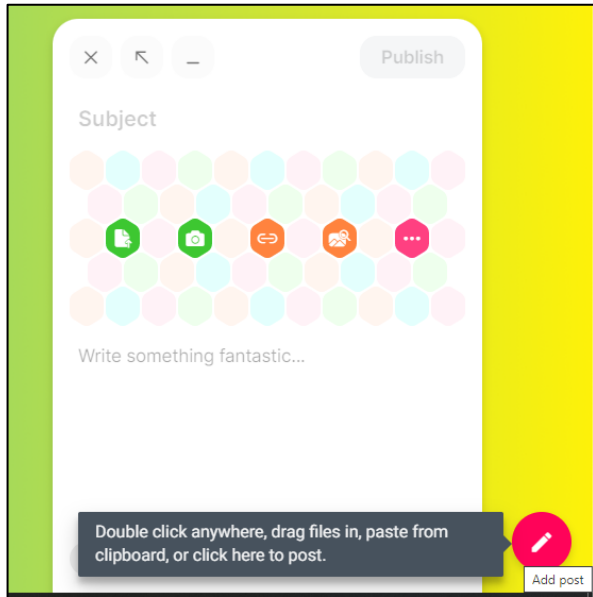 Publish
Subject
Write something fantastic...
Double click anywhere, drag files in, paste from
clipboard, or click here to post.
Add post